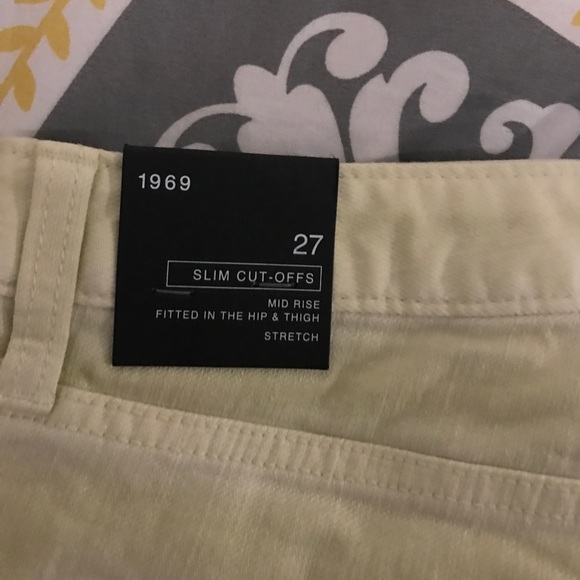 1969
27
SLIM CUT-OFFS
MID RISE
FITTED IN THE HIP & THIGH
STRETCH